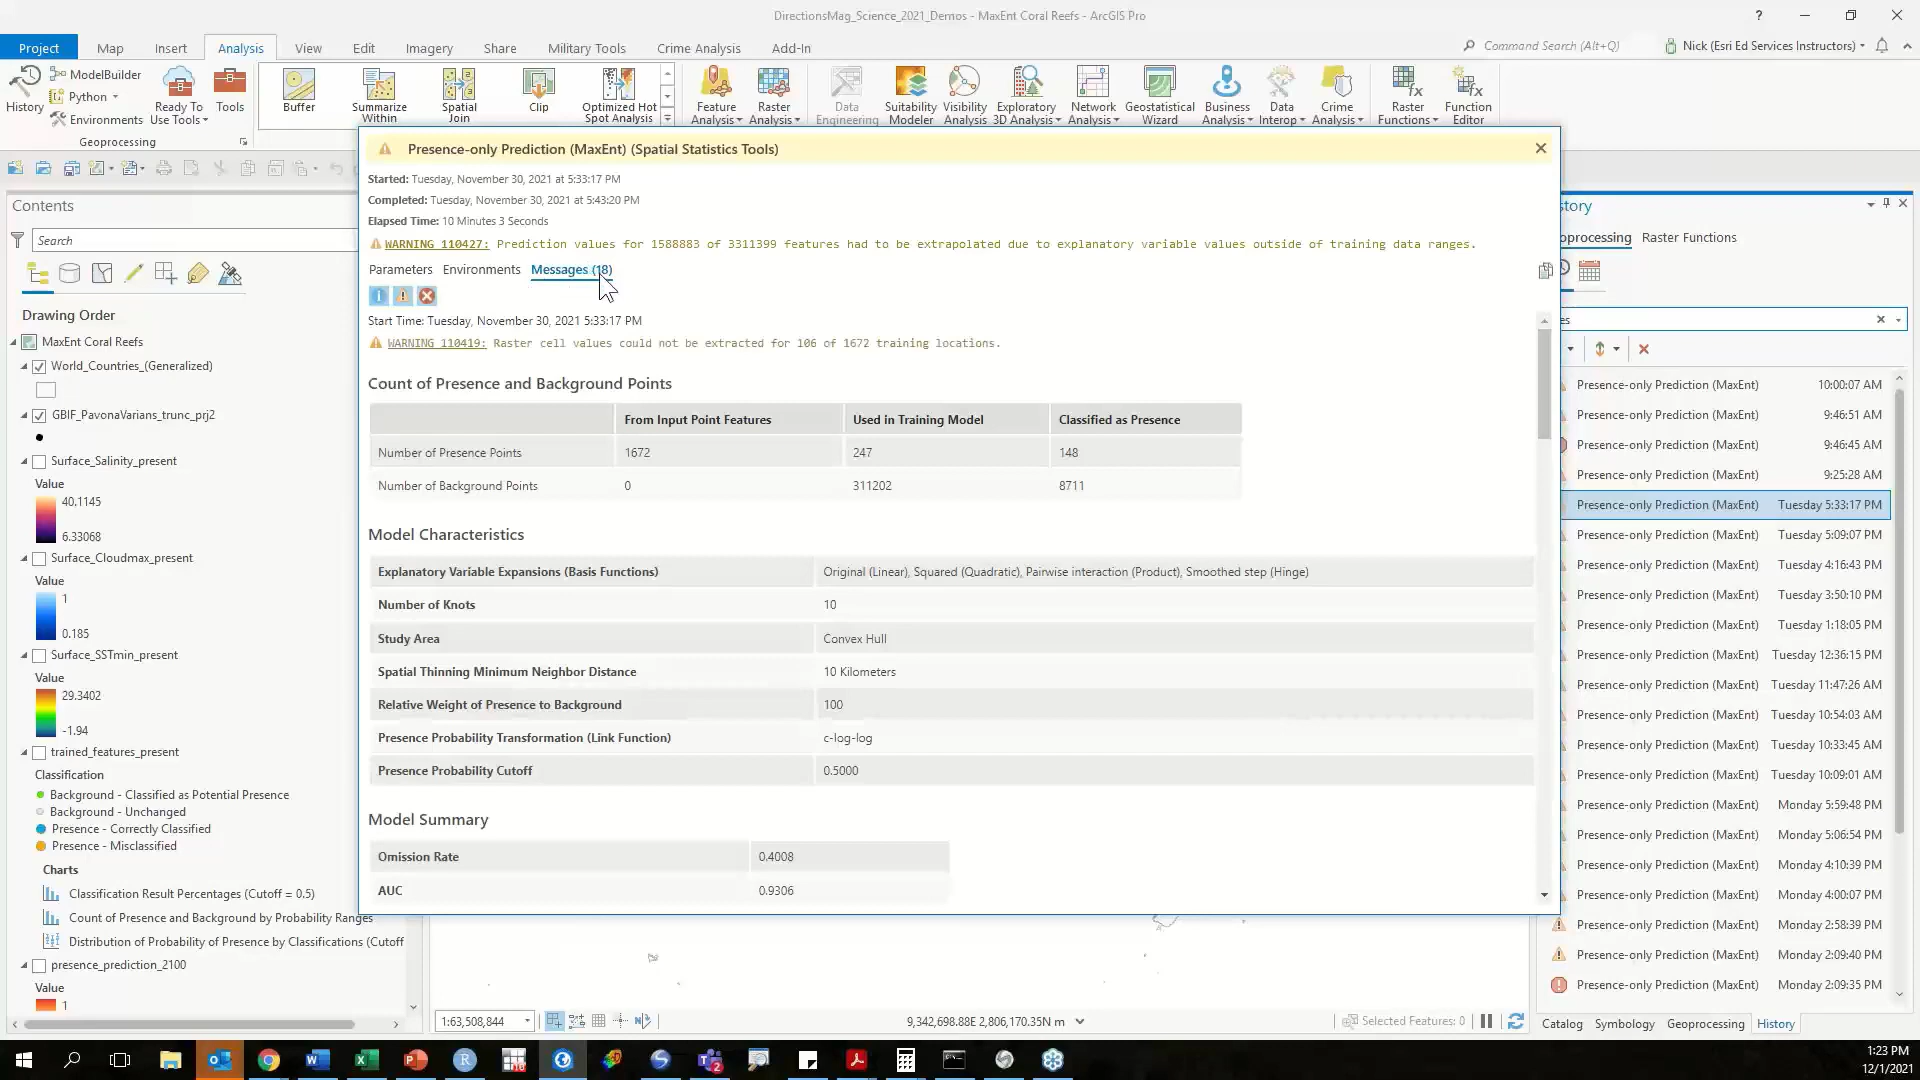 DirectionsMag_Science_2021_Demos - MaxEnt Coral Reefs - ArcGIS Pro
?
Project Map Insert Analysis View Edit Imagery Share Military Tools Crime Analysis Add-In
Command Search (Alt+Q)
Nick (Esri Ed Services Instructors)
History
ModelBuilder
Python
Environments
Ready To Use Tools
Tools
Geoprocessing
Buffer
Summarize Within
Spatial Join
Clip
Optimized Hot Spot Analysis
Feature Analysis
Raster Analysis
Data Engineering
Suitability Modeler
Visibility Analysis
Exploratory 3D Analysis
Network Analysis
Geostatistical Wizard
Business Analysis
Data Interop
Crime Analysis
Raster Functions
Function Editor
Contents
Search
Drawing Order
MaxEnt Coral Reefs
World_Countries_(Generalized)
GBIF_PavonaVarians_trunc_prj2
Surface_Salinity_present
Value
40,1145
6.33068
Surface_Cloudmax_present
Value
1
0.185
Surface_SSTmin_present
Value
29.3402
-1.94
trained_features_present
Classification
Background - Classified as Potential Presence
Background - Unchanged
Presence - Correctly Classified
Presence - Misclassified
Charts
Classification Result Percentages (Cutoff = 0.5)
Count of Presence and Background by Probability Ranges
Distribution of Probability of Presence by Classifications (Cutoff
presence_prediction_2100
Value
1
Presence-only Prediction (MaxEnt) (Spatial Statistics Tools)
Started: Tuesday, November 30, 2021 at 5:33:17 PM
Completed: Tuesday, November 30, 2021 at 5:43:20 PM
Elapsed Time: 10 Minutes 3 Seconds
WARNING 110427: Prediction values for 1588883 of 3311399 features had to be extrapolated due to explanatory variable values outside of training data ranges.
Parameters Environments Messages (18)
Start Time: Tuesday, November 30, 2021 5:33:17 PM
WARNING 110419: Raster cell values could not be extracted for 106 of 1672 training locations.
Count of Presence and Background Points
From Input Point Features Used in Training Model Classified as Presence
Number of Presence Points 1672 247 148
Number of Background Points 0 311202 8711
Model Characteristics
Explanatory Variable Expansions (Basis Functions) Original (Linear), Squared (Quadratic), Pairwise interaction (Product), Smoothed step (Hinge)
Number of Knots 10
Study Area Convex Hull
Spatial Thinning Minimum Neighbor Distance 10 Kilometers
Relative Weight of Presence to Background 100
Presence Probability Transformation (Link Function) c-log-log
Presence Probability Cutoff 0.5000
Model Summary
Omission Rate 0.4008
AUC 0.9306
1:63,508,844
9,342,698.88E 2,806,170.35N m
Selected Features: 0
story
oprocessing Raster Functions
es
Presence-only Prediction (MaxEnt) 10:00:07 AM
Presence-only Prediction (MaxEnt) 9:46:51 AM
Presence-only Prediction (MaxEnt) 9:46:45 AM
Presence-only Prediction (MaxEnt) 9:25:28 AM
Presence-only Prediction (MaxEnt) Tuesday 5:33:17 PM
Presence-only Prediction (MaxEnt) Tuesday 5:09:07 PM
Presence-only Prediction (MaxEnt) Tuesday 4:16:43 PM
Presence-only Prediction (MaxEnt) Tuesday 3:50:10 PM
Presence-only Prediction (MaxEnt) Tuesday 1:18:05 PM
Presence-only Prediction (MaxEnt) Tuesday 12:36:15 PM
Presence-only Prediction (MaxEnt) Tuesday 11:47:26 AM
Presence-only Prediction (MaxEnt) Tuesday 10:54:03 AM
Presence-only Prediction (MaxEnt) Tuesday 10:33:45 AM
Presence-only Prediction (MaxEnt) Tuesday 10:09:01 AM
Presence-only Prediction (MaxEnt) Monday 5:59:48 PM
Presence-only Prediction (MaxEnt) Monday 5:06:54 PM
Presence-only Prediction (MaxEnt) Monday 4:10:39 PM
Presence-only Prediction (MaxEnt) Monday 4:00:07 PM
Presence-only Prediction (MaxEnt) Monday 2:58:39 PM
Presence-only Prediction (MaxEnt) Monday 2:09:40 PM
Presence-only Prediction (MaxEnt) Monday 2:09:35 PM
Catalog Symbology Geoprocessing History
1:23 PM
12/1/2021